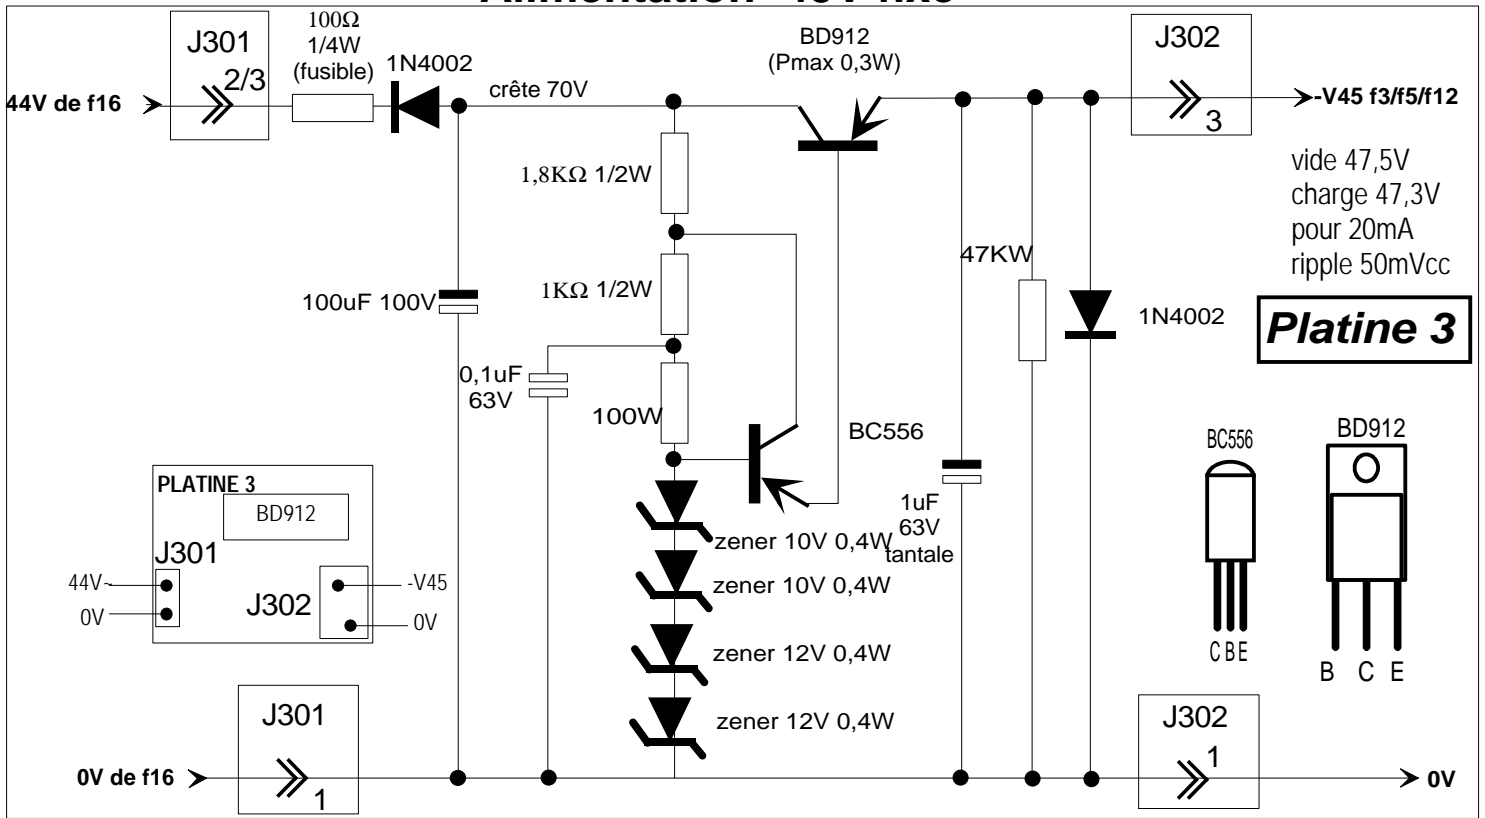 J301
100Ω
1/4W
(fusible)
1N4002
2/3
44V de f16
crête 70V
BD912
(Pmax 0,3W)
J302
3
-V45 f3/f5/f12
vide 47,5V
charge 47,3V
pour 20mA
ripple 50mVcc
Platine 3
1,8KΩ 1/2W
1KΩ 1/2W
100uF 100V
0,1uF
63V
100W
47KW
1N4002
BC556
1uF
63V
tantale
zener 10V 0,4W
zener 10V 0,4W
zener 12V 0,4W
zener 12V 0,4W
BC556
C B E
BD912
B C E
PLATINE 3
BD912
J301
44V~
0V
J302
-V45
0V
J301
1
0V de f16
J302
1
0V